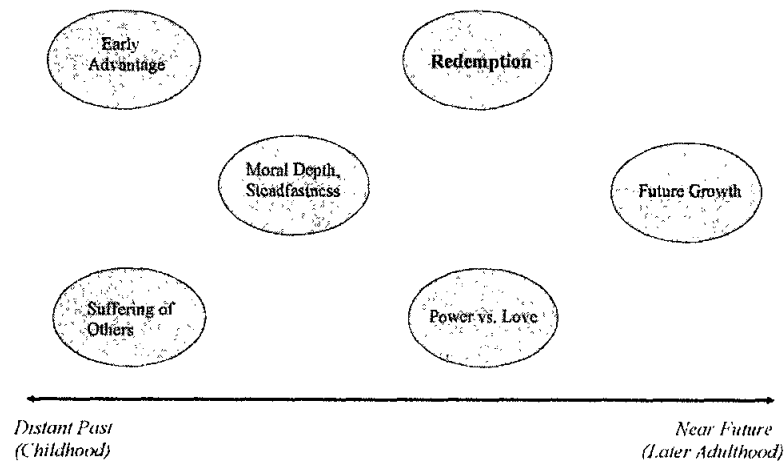 Early
Advantage
Redemption
Moral Depth,
Steadfastness
Future Growth
Suffering of
Others
Power vs. Love
Distant Past
(Childhood)
Near Future
(Later Adulthood)